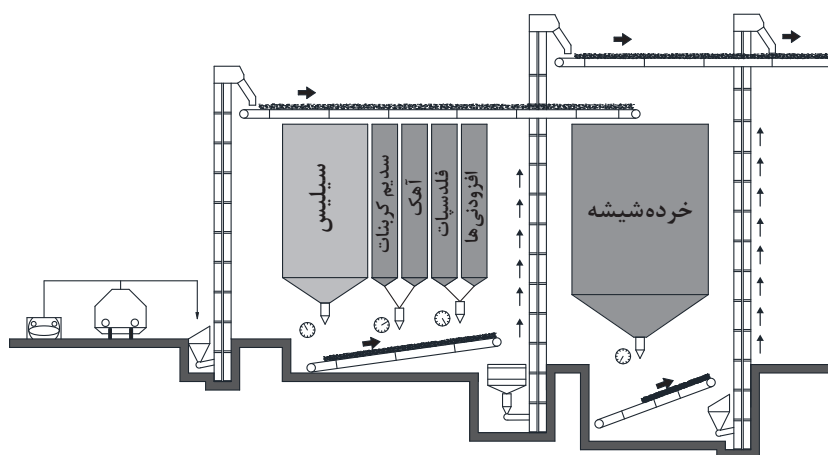 سیلیس
سدیم کربنات
آهک
فلدسپات
افزودنی‌ها
خرده‌شیشه